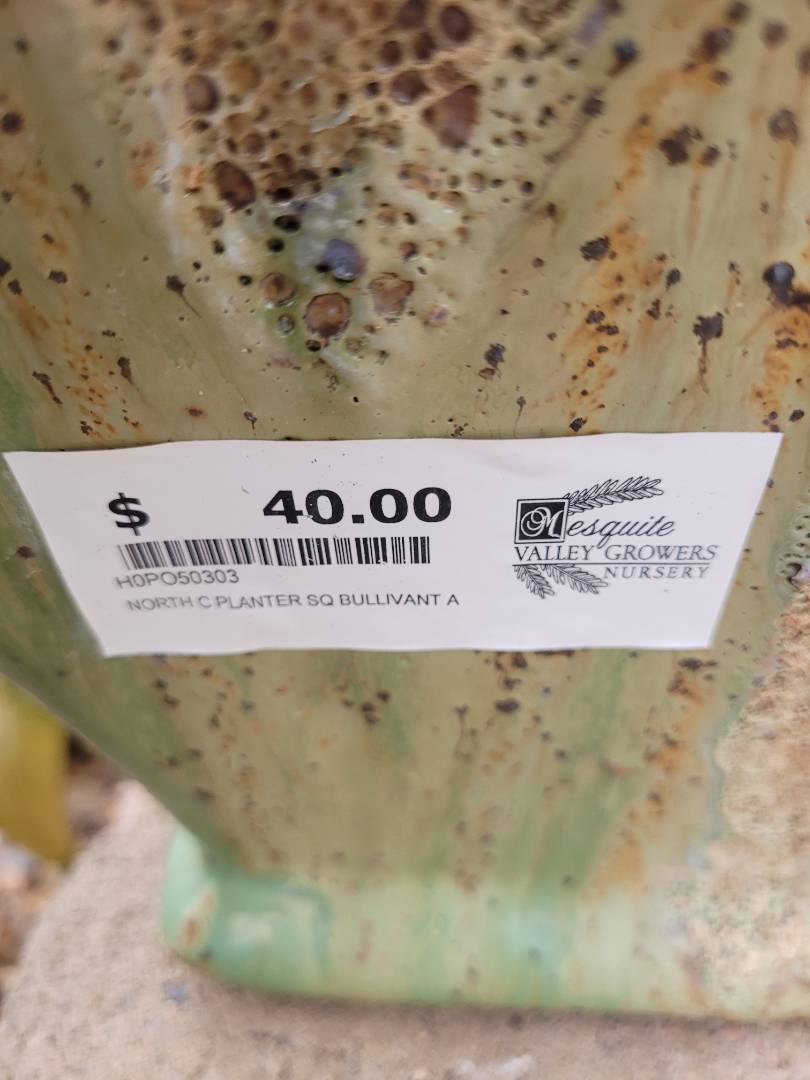 $ 40.00
H0PO50303
NORTH C PLANTER SQ BULLIVANT A
Mesquite
VALLEY GROWERS
NURSERY